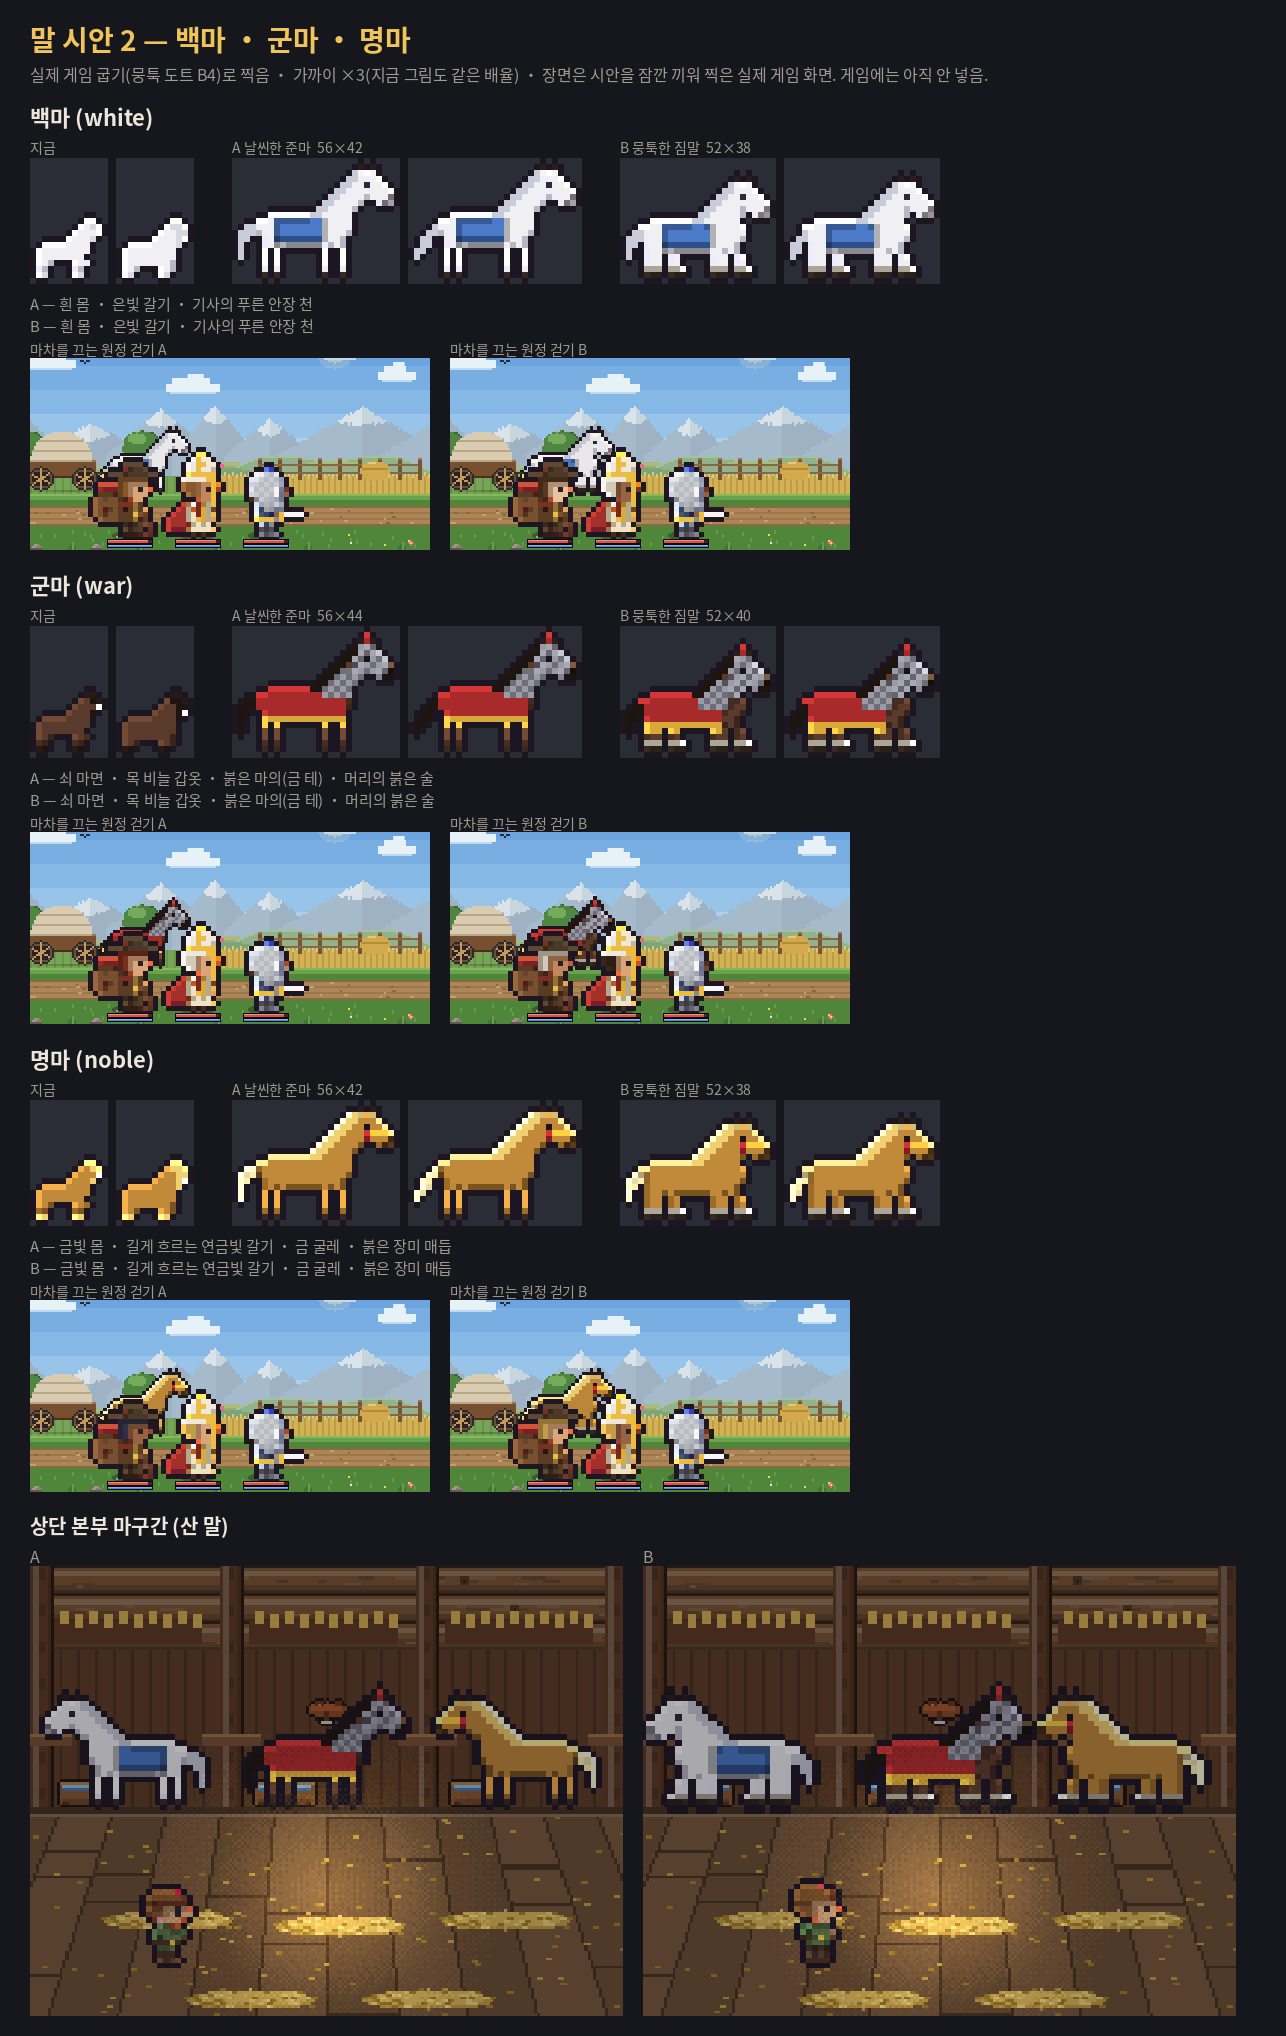 말 시안 2 — 백마 · 군마 · 명마
실제 게임 굽기(뭉툭 도트 B4)로 찍음 · 가까이 ×3(지금 그림도 같은 배율) · 장면은 시안을 잠깐 끼워 찍은 실제 게임 화면. 게임에는 아직 안 넣음.
백마 (white)
지금 A 날씬한 준마 56×42 B 뭉툭한 짐말 52×38
A — 흰 몸 · 은빛 갈기 · 기사의 푸른 안장 천
B — 흰 몸 · 은빛 갈기 · 기사의 푸른 안장 천
마차를 끄는 원정 걷기 A 마차를 끄는 원정 걷기 B
군마 (war)
지금 A 날씬한 준마 56×44 B 뭉툭한 짐말 52×40
A — 쇠 마면 · 목 비늘 갑옷 · 붉은 마의(금 테) · 머리의 붉은 술
B — 쇠 마면 · 목 비늘 갑옷 · 붉은 마의(금 테) · 머리의 붉은 술
마차를 끄는 원정 걷기 A 마차를 끄는 원정 걷기 B
명마 (noble)
지금 A 날씬한 준마 56×42 B 뭉툭한 짐말 52×38
A — 금빛 몸 · 길게 흐르는 연금빛 갈기 · 금 굴레 · 붉은 장미 매듭
B — 금빛 몸 · 길게 흐르는 연금빛 갈기 · 금 굴레 · 붉은 장미 매듭
마차를 끄는 원정 걷기 A 마차를 끄는 원정 걷기 B
상단 본부 마구간 (산 말)
A B